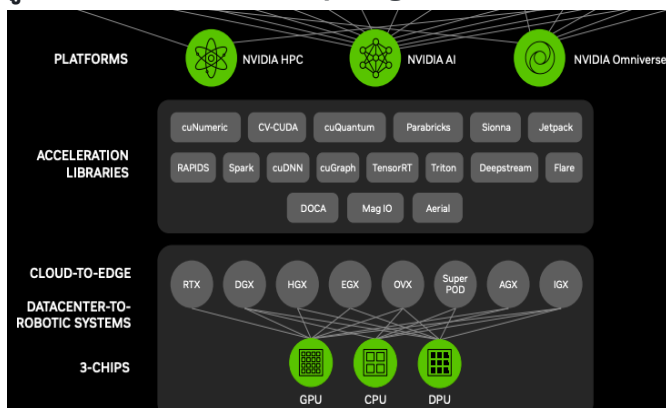 PLATFORMS
NVIDIA HPC
NVIDIA AI
NVIDIA Omniverse
ACCELERATION
LIBRARIES
cuNumeric CV-CUDA cuQuantum Parabricks Sionna Jetpack
RAPIDS Spark cuDNN cuGraph TensorRT Triton Deepstream Flare
DOCA Mag IO Aerial
CLOUD-TO-EDGE
DATACENTER-TO-
ROBOTIC SYSTEMS
RTX DGX HGX EGX OVX Super POD AGX IGX
3-CHIPS
GPU CPU DPU